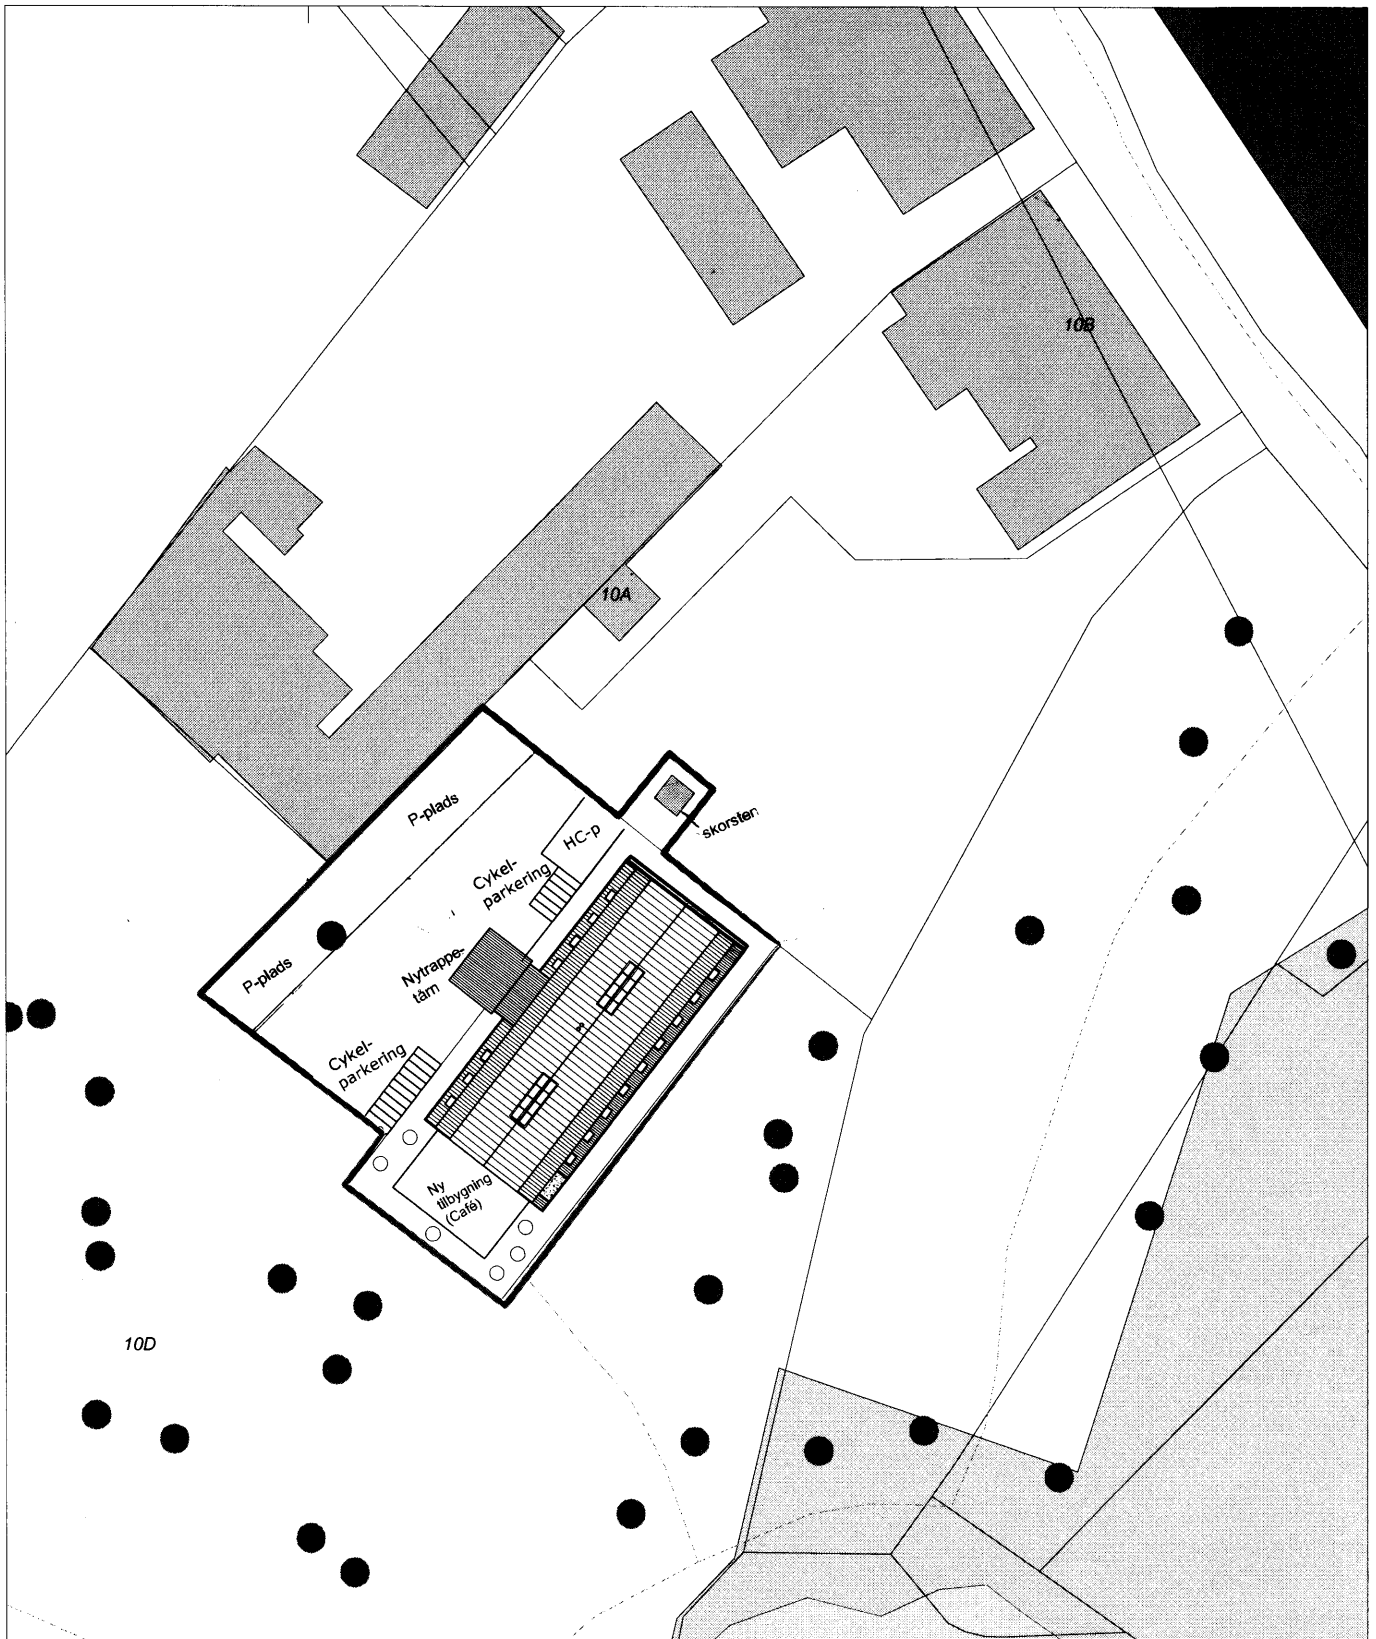 10B
10A
P-plads
skorsten
HC-p
Cykel-
parkering
Nytrappe-
tårn
P-plads
Cykel-
parkering
Ny
tilbygning
(Café)
10D